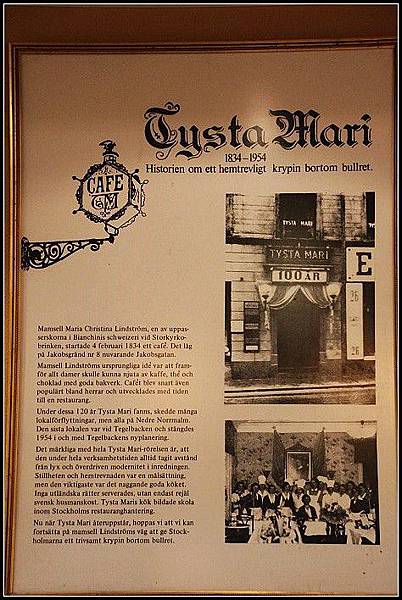 Tysta Mari
1834-1954
Historien om ett hemtrevligt krypin bortom bullret.
CAFE
TYSTA MARI
TYSTA MARI
100 ÅR
E
26
26
Mamsell Maria Christina Lindström, en av uppas-
serskorna i Bianchinis schweizeri vid Storkyrko-
brinken, startade 4 februari 1834 ett café. Det låg
på Jakobsgränd nr 8 nuvarande Jakobsgatan.
Mamsell Lindströms ursprungliga idé var att fram-
för allt damer skulle kunna njuta av kaffe, thé och
choklad med goda bakverk. Cafét blev snart även
populärt bland herrar och utvecklades med tiden
till en restaurang.
Under dessa 120 år Tysta Mari fanns, skedde många
lokalförflyttningar, men alla på Nedre Norrmalm.
Den sista lokalen var vid Tegelbacken och stängdes
1954 i och med Tegelbackens nyplanering.
Det märkliga med hela Tysta Mari-rörelsen är, att
den under hela verksamhetstiden alltid tagit avstånd
från lyx och överdriven modernitet i inredningen.
Stillheten och hemtrevnaden var en målsättning,
men den viktigaste var det naggande goda köket.
Inga utländska rätter serverades, utan endast rejäl
svensk husmanskost. Tysta Mari kök bildade skola
inom Stockholms restauranghantering.
Nu när Tysta Mari återuppstår, hoppas vi att vi kan
fortsätta på mamsell Lindströms väg att ge Stock-
holmarna ett trivsamt krypin bortom bullret.